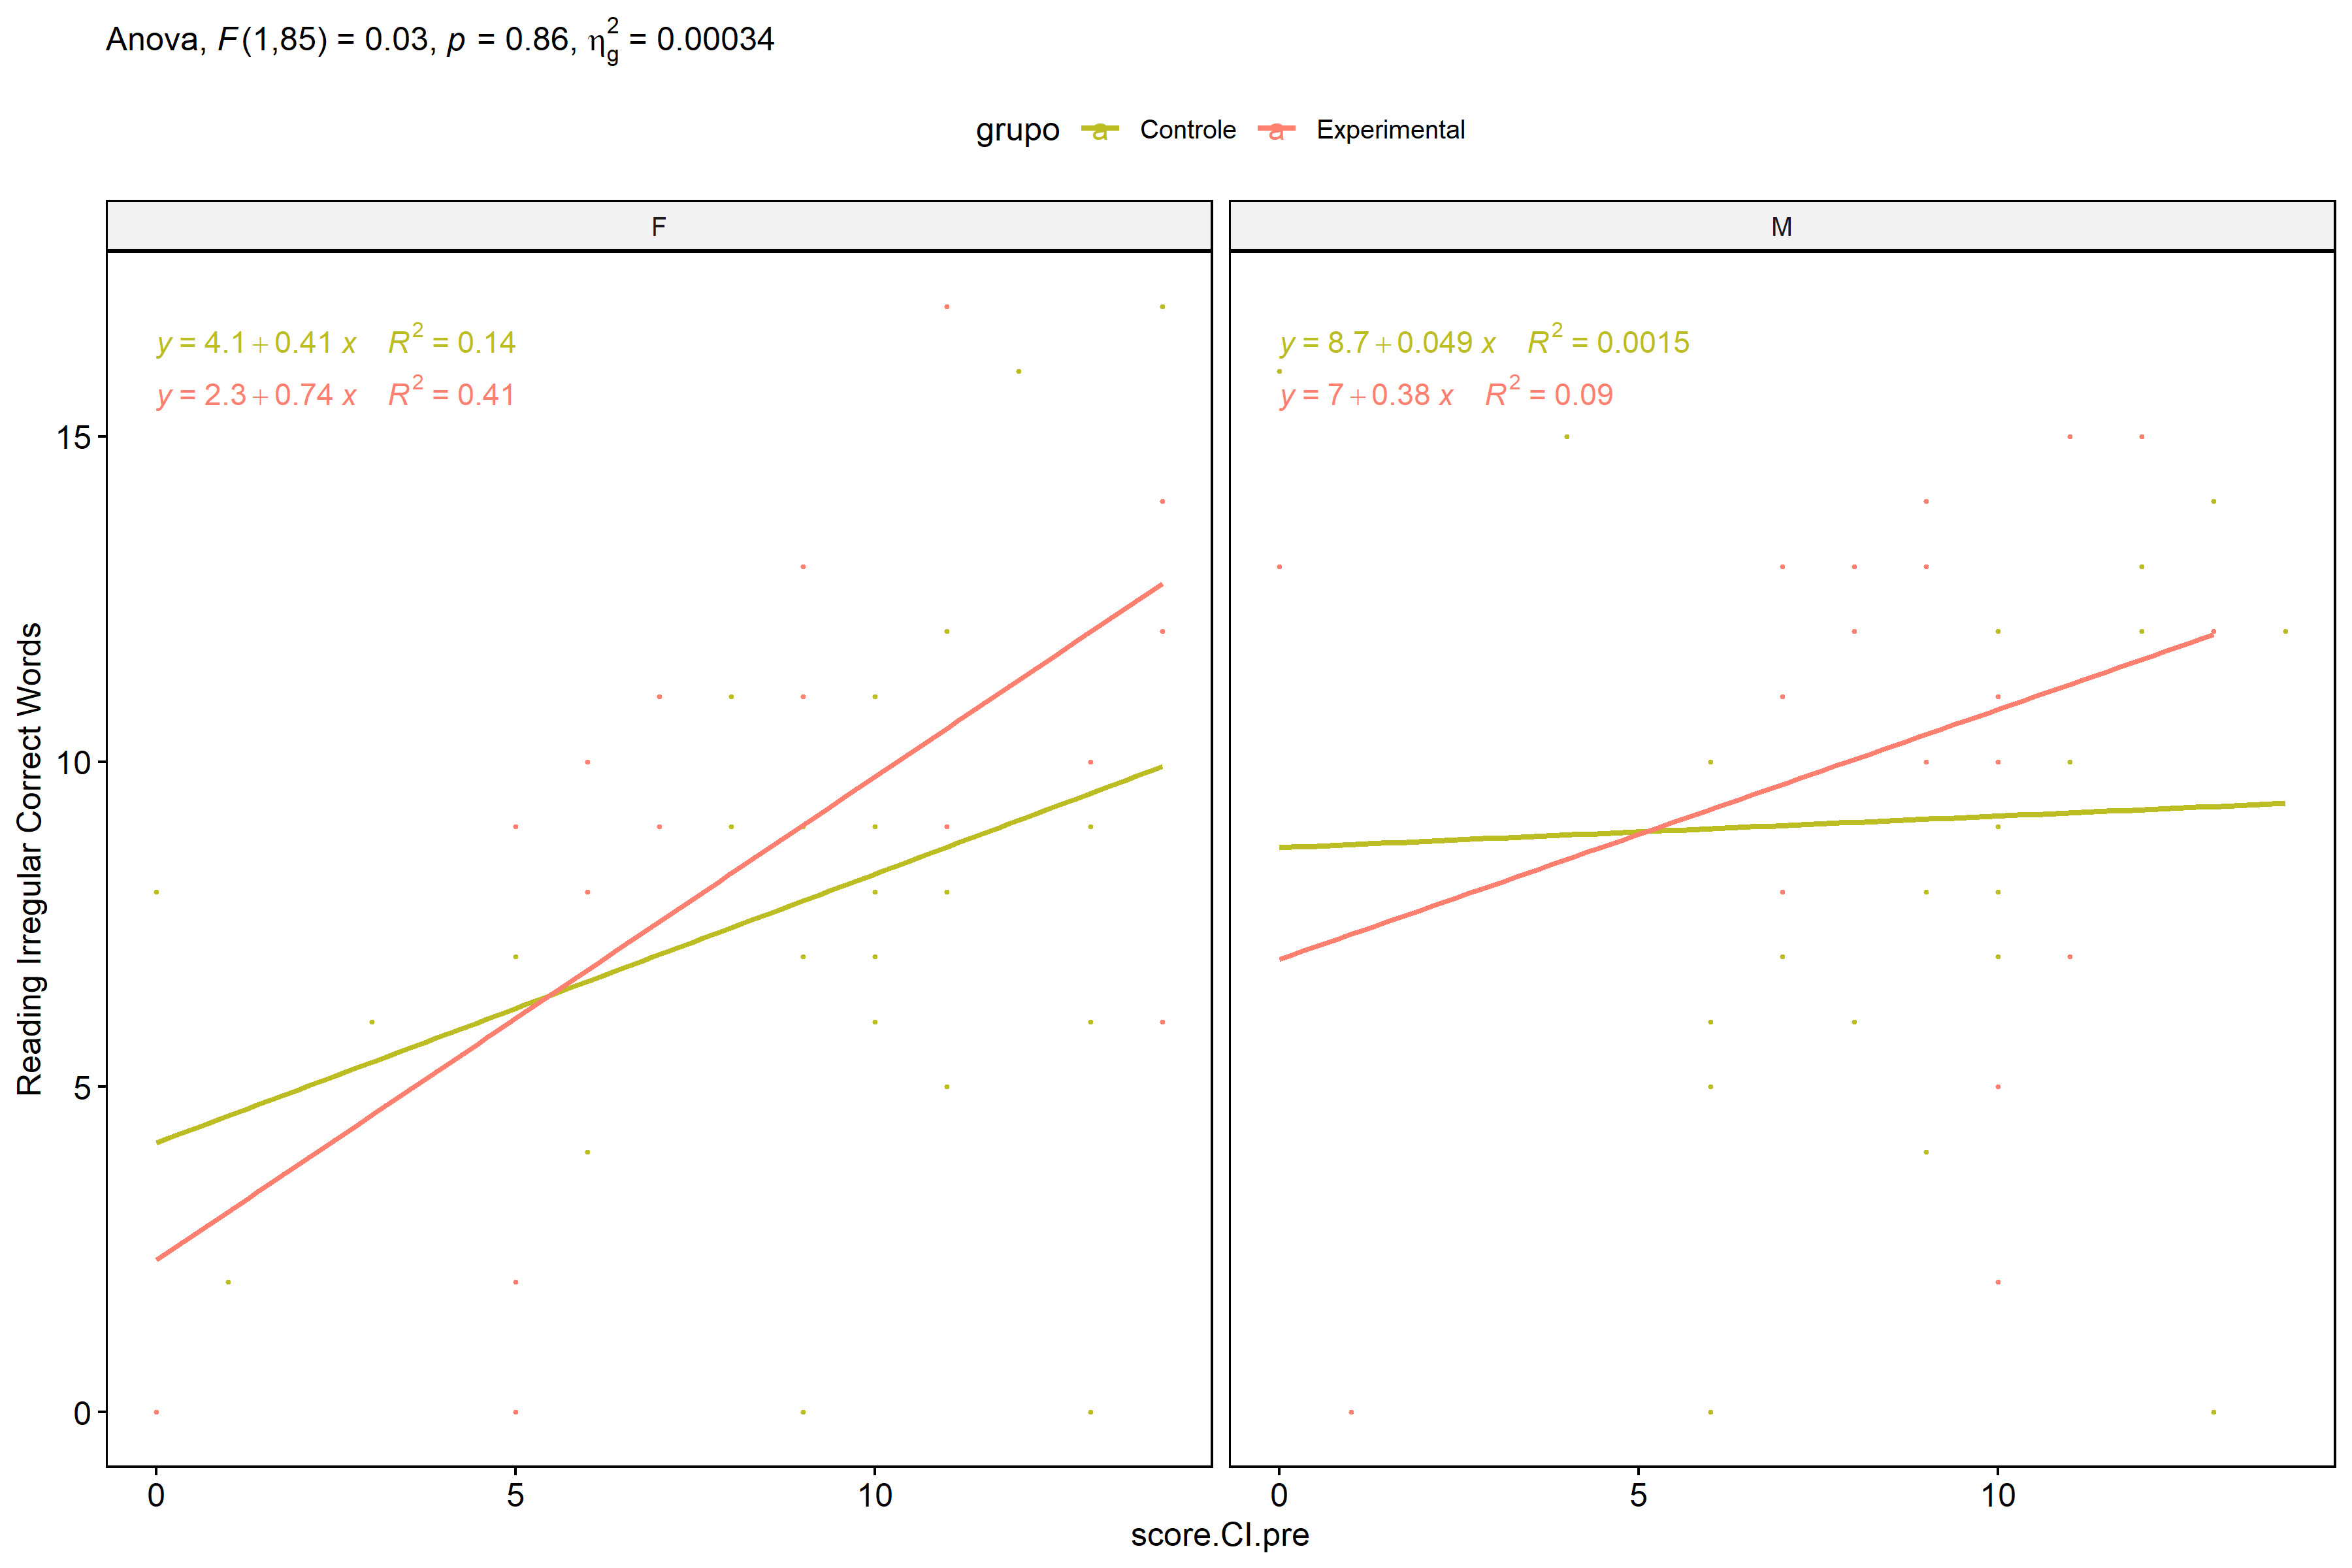 Anova, F(1,85) = 0.03, p = 0.86, η²g = 0.00034
grupo a Controle a Experimental
F
M
y = 4.1 + 0.41 x R² = 0.14
y = 2.3 + 0.74 x R² = 0.41
y = 8.7 + 0.049 x R² = 0.0015
y = 7 + 0.38 x R² = 0.09
Reading Irregular Correct Words
15
10
5
0
0 5 10
0 5 10
score.CI.pre